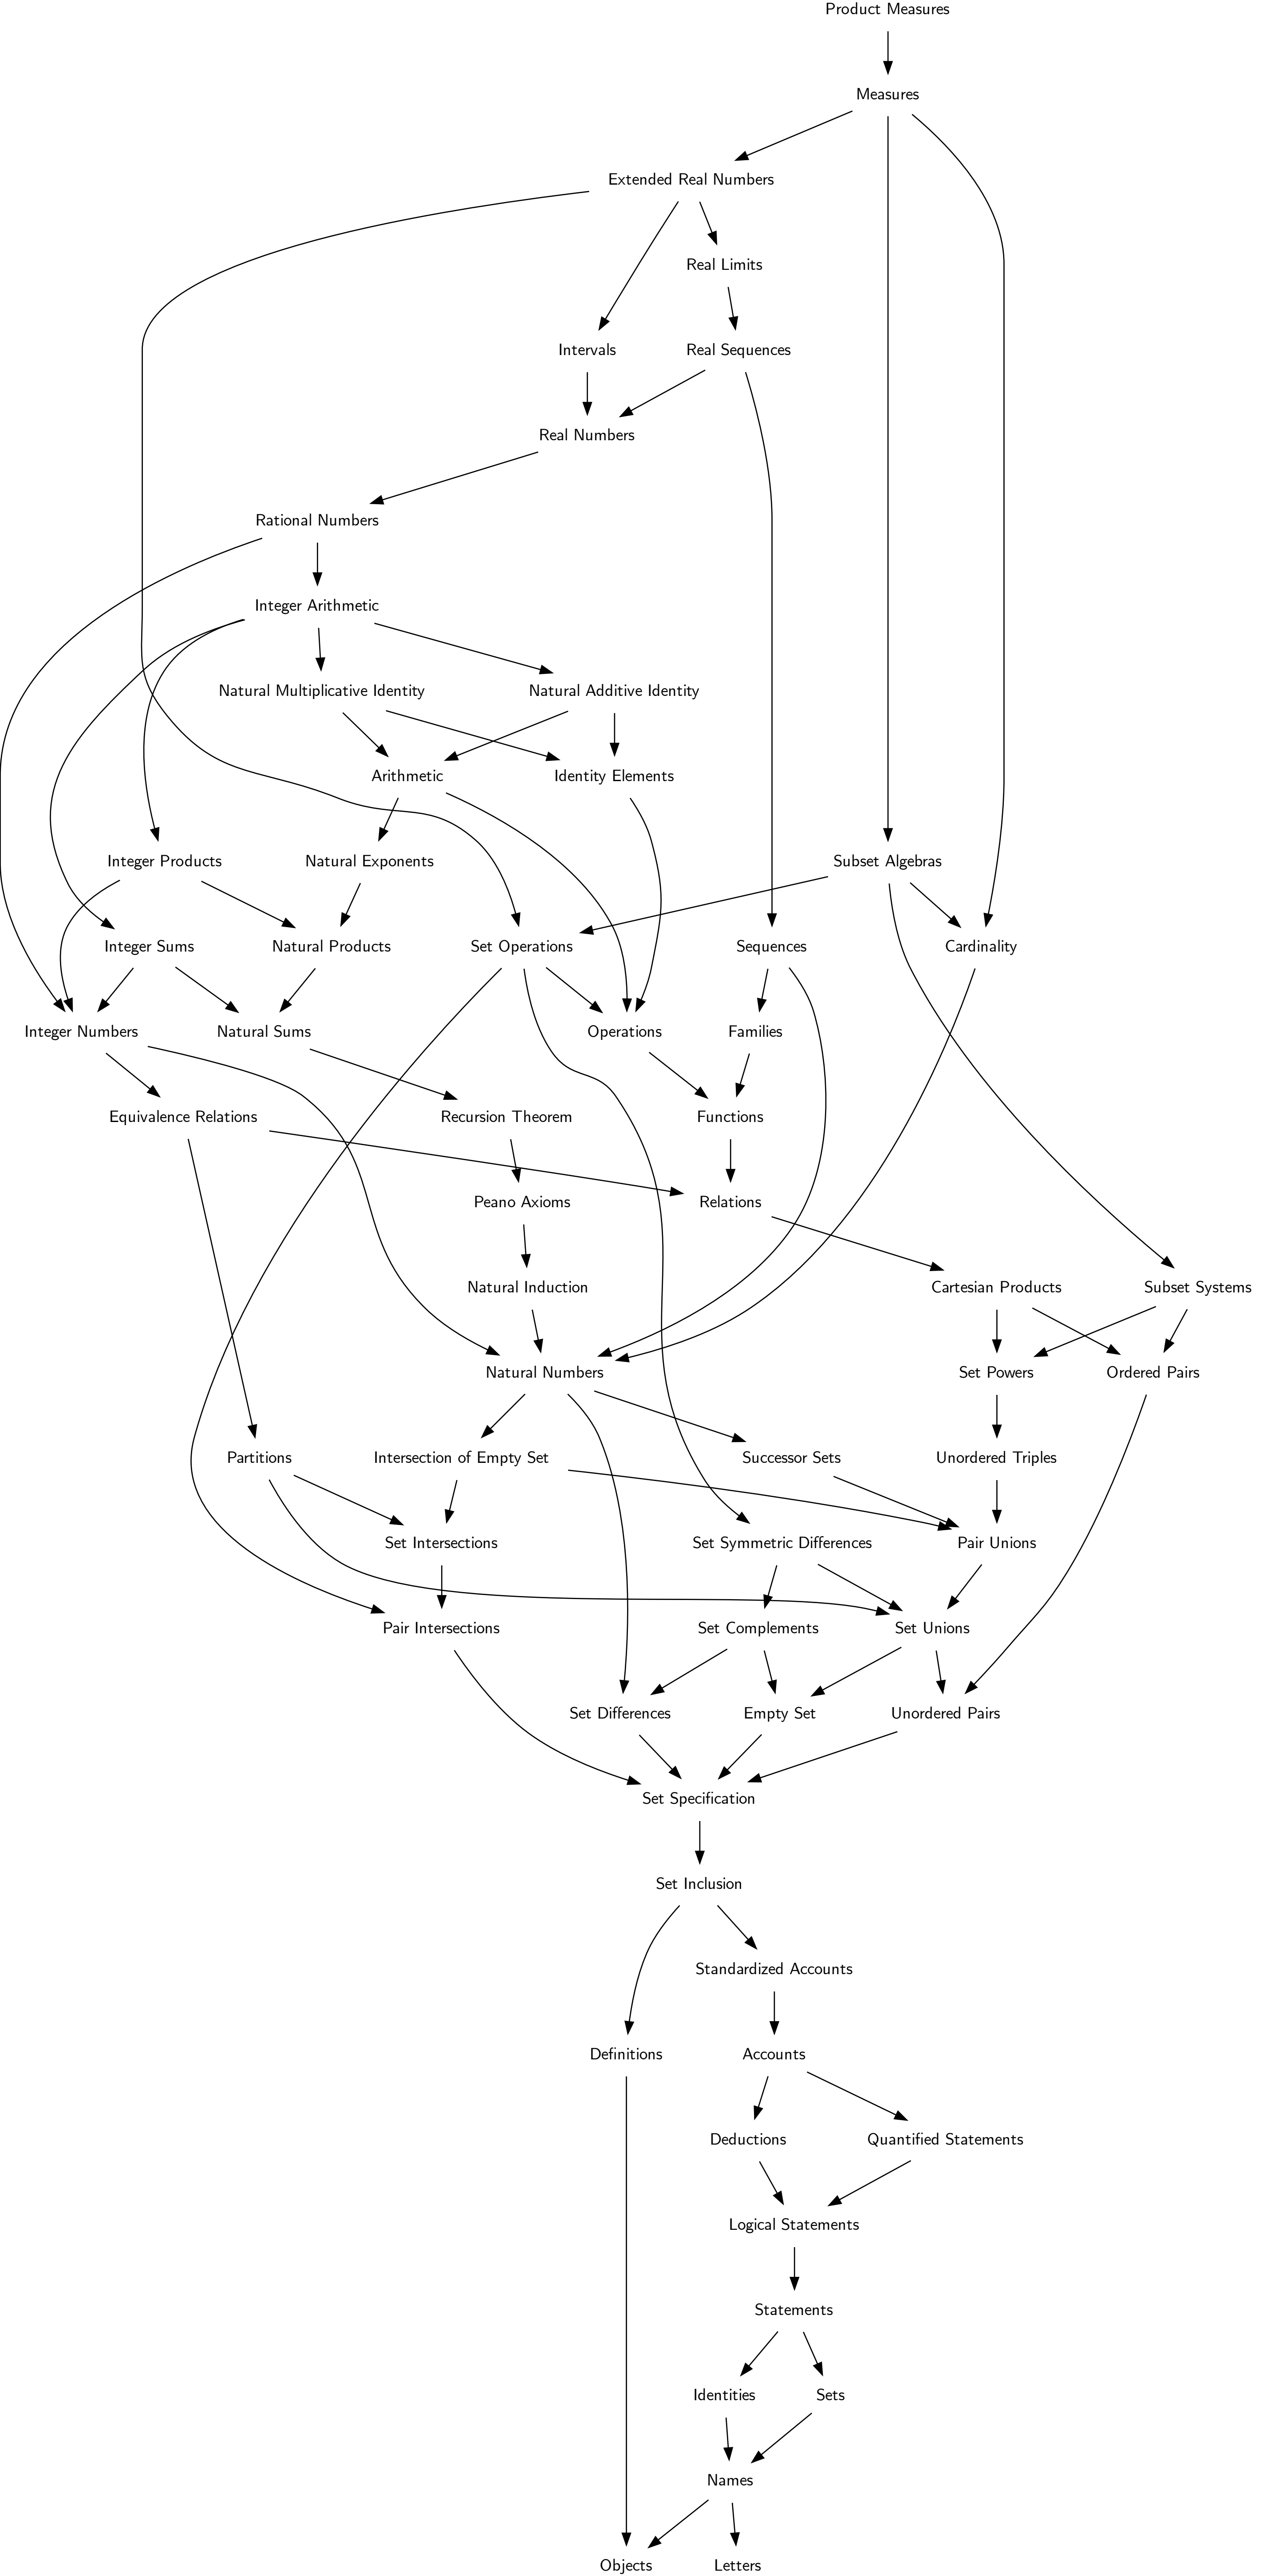 Product Measures
Measures
Extended Real Numbers
Real Limits
Intervals
Real Sequences
Real Numbers
Rational Numbers
Integer Arithmetic
Natural Multiplicative Identity
Natural Additive Identity
Arithmetic
Identity Elements
Integer Products
Natural Exponents
Subset Algebras
Integer Sums
Natural Products
Set Operations
Sequences
Cardinality
Integer Numbers
Natural Sums
Operations
Families
Equivalence Relations
Recursion Theorem
Functions
Peano Axioms
Relations
Natural Induction
Cartesian Products
Subset Systems
Natural Numbers
Set Powers
Ordered Pairs
Partitions
Intersection of Empty Set
Successor Sets
Unordered Triples
Set Intersections
Set Symmetric Differences
Pair Unions
Pair Intersections
Set Complements
Set Unions
Set Differences
Empty Set
Unordered Pairs
Set Specification
Set Inclusion
Standardized Accounts
Definitions
Accounts
Deductions
Quantified Statements
Logical Statements
Statements
Identities
Sets
Names
Objects
Letters